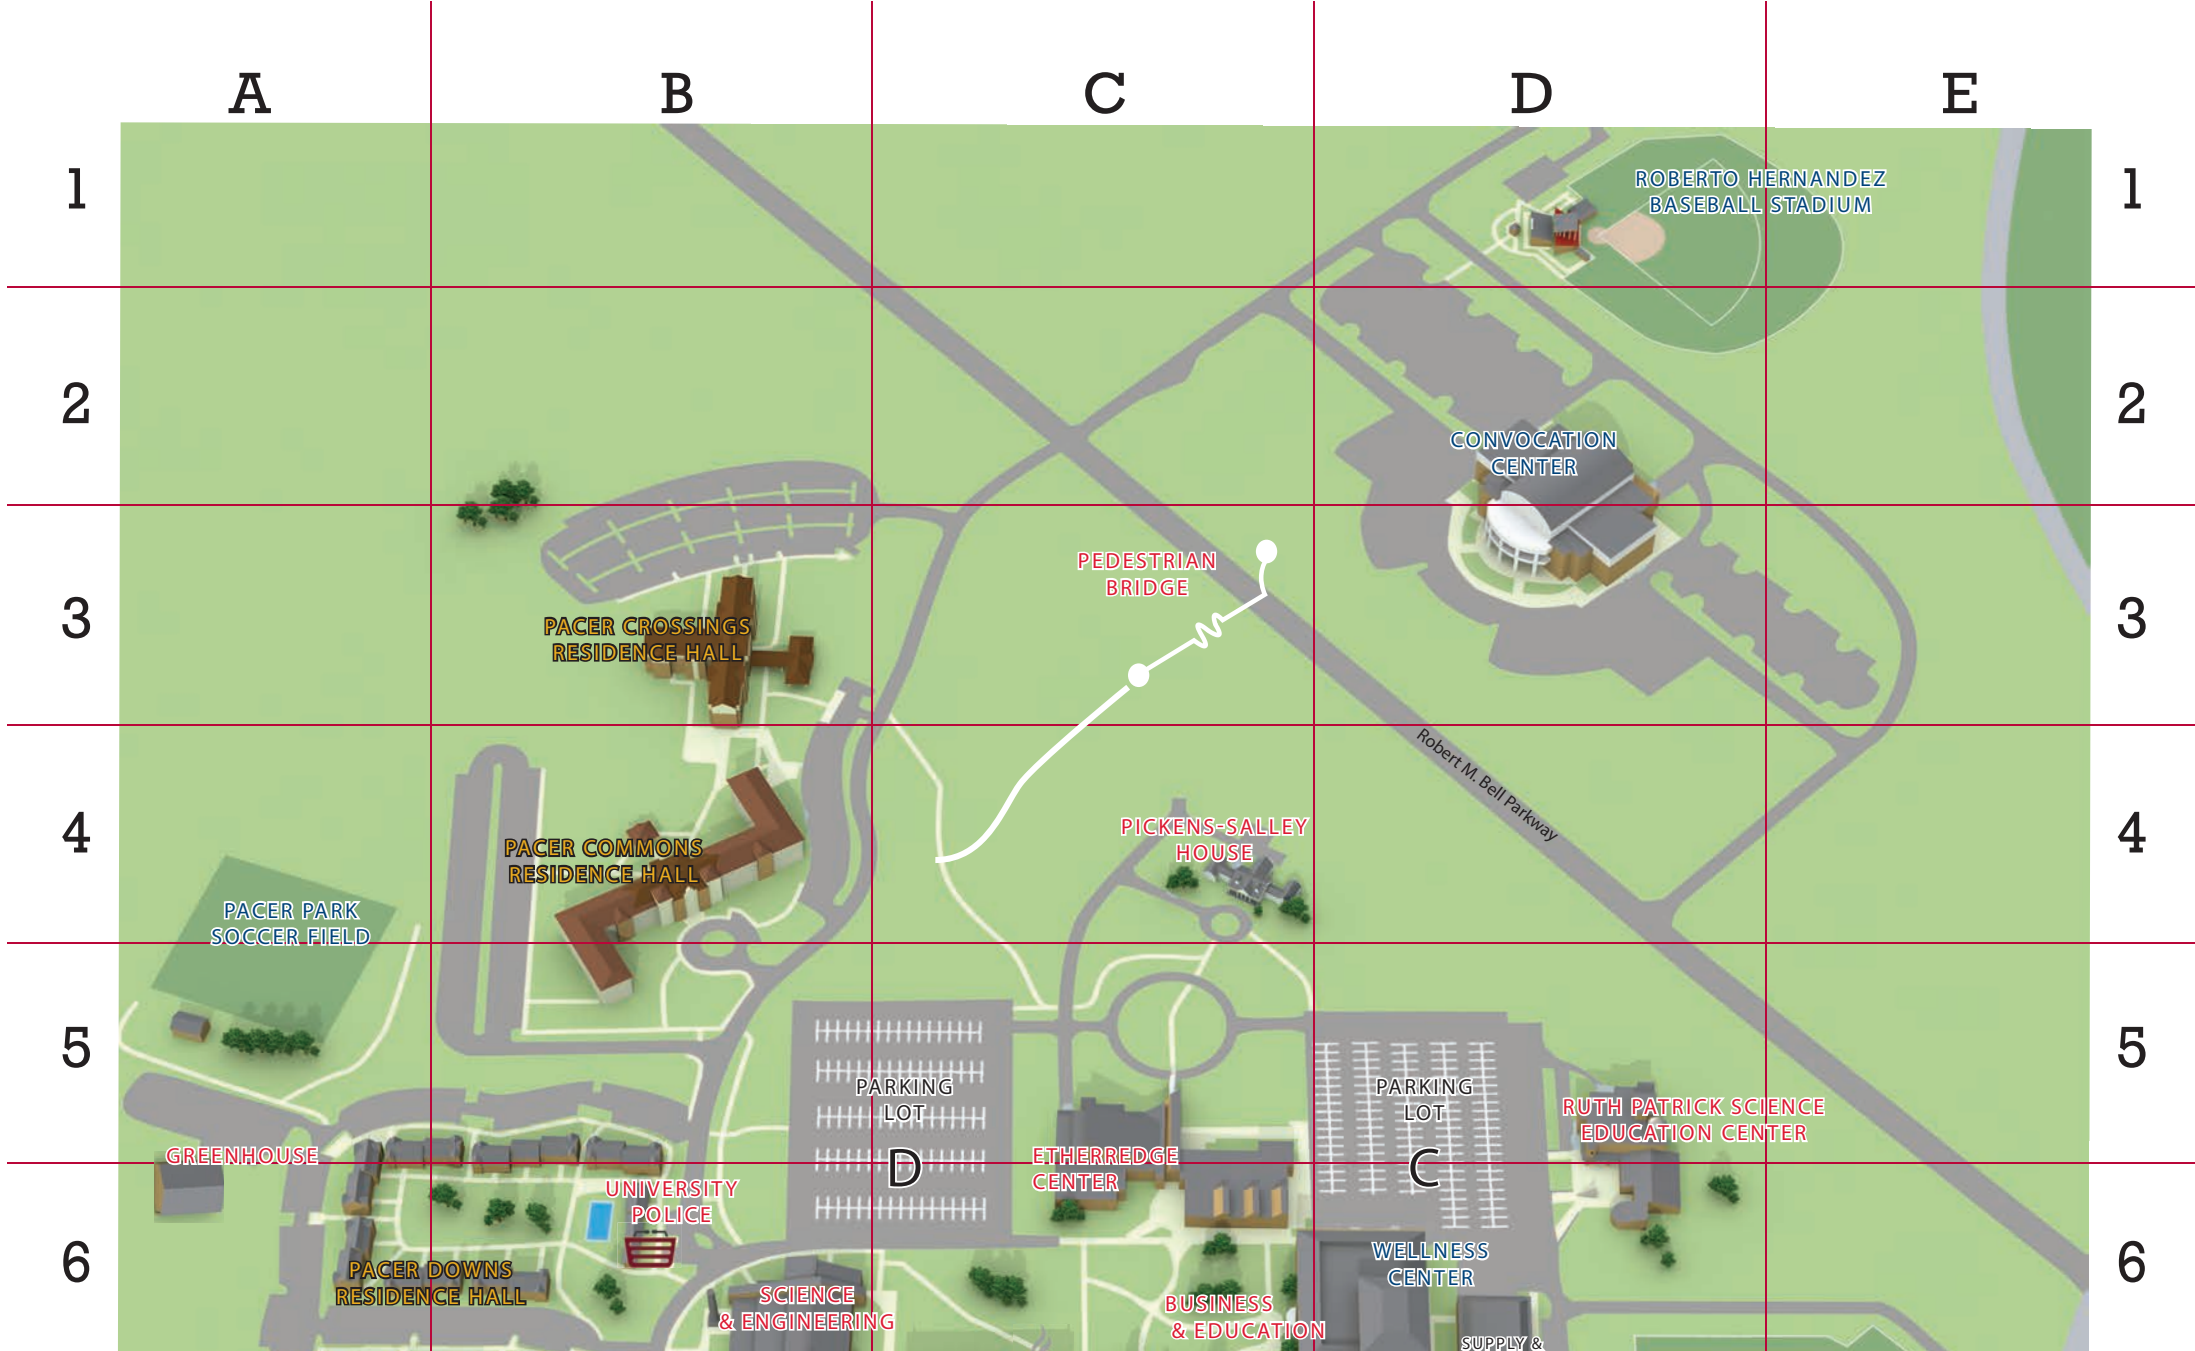 A B C D E
1
ROBERTO HERNANDEZ
BASEBALL STADIUM
1
2
CONVOCATION
CENTER
2
3
PEDESTRIAN
BRIDGE
PACER CROSSINGS
RESIDENCE HALL
3
Robert M. Bell Parkway
4
PICKENS-SALLEY
HOUSE
PACER COMMONS
RESIDENCE HALL
4
PACER PARK
SOCCER FIELD
5
PARKING
LOT
D
PARKING
LOT
C
RUTH PATRICK SCIENCE
EDUCATION CENTER
5
GREENHOUSE
ETHERREDGE
CENTER
UNIVERSITY
POLICE
6
WELLNESS
CENTER
6
PACER DOWNS
RESIDENCE HALL
SCIENCE
& ENGINEERING
BUSINESS
& EDUCATION
SUPPLY &